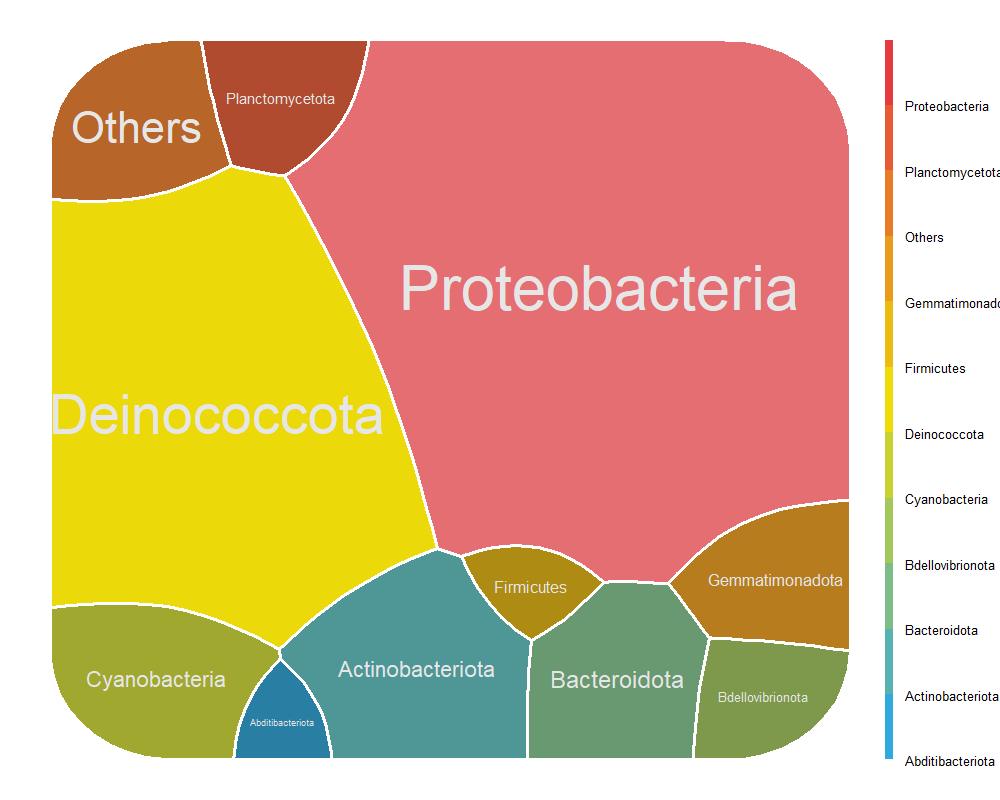 Planctomycetota
Others
Proteobacteria
Deinococcota
Firmicutes
Gemmatimonadota
Actinobacteriota
Cyanobacteria
Bacteroidota
Bdellovibrionota
Abditibacteriota
Proteobacteria
Planctomycetota
Others
Gemmatimonado
Firmicutes
Deinococcota
Cyanobacteria
Bdellovibrionota
Bacteroidota
Actinobacteriota
Abditibacteriota